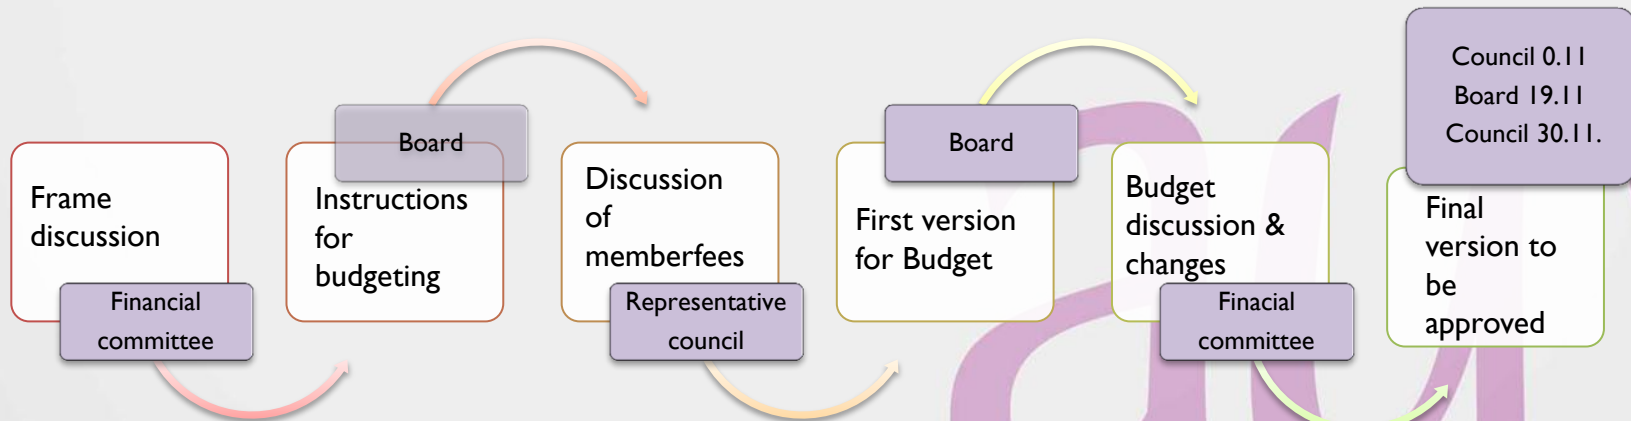 Frame
discussion
Financial
committee
Board
Instructions
for
budgeting
Discussion
of
memberfees
Representative
council
Board
First version
for Budget
Budget
discussion &
changes
Finacial
committee
Council 0.11
Board 19.11
Council 30.11.
Final
version to
be
approved